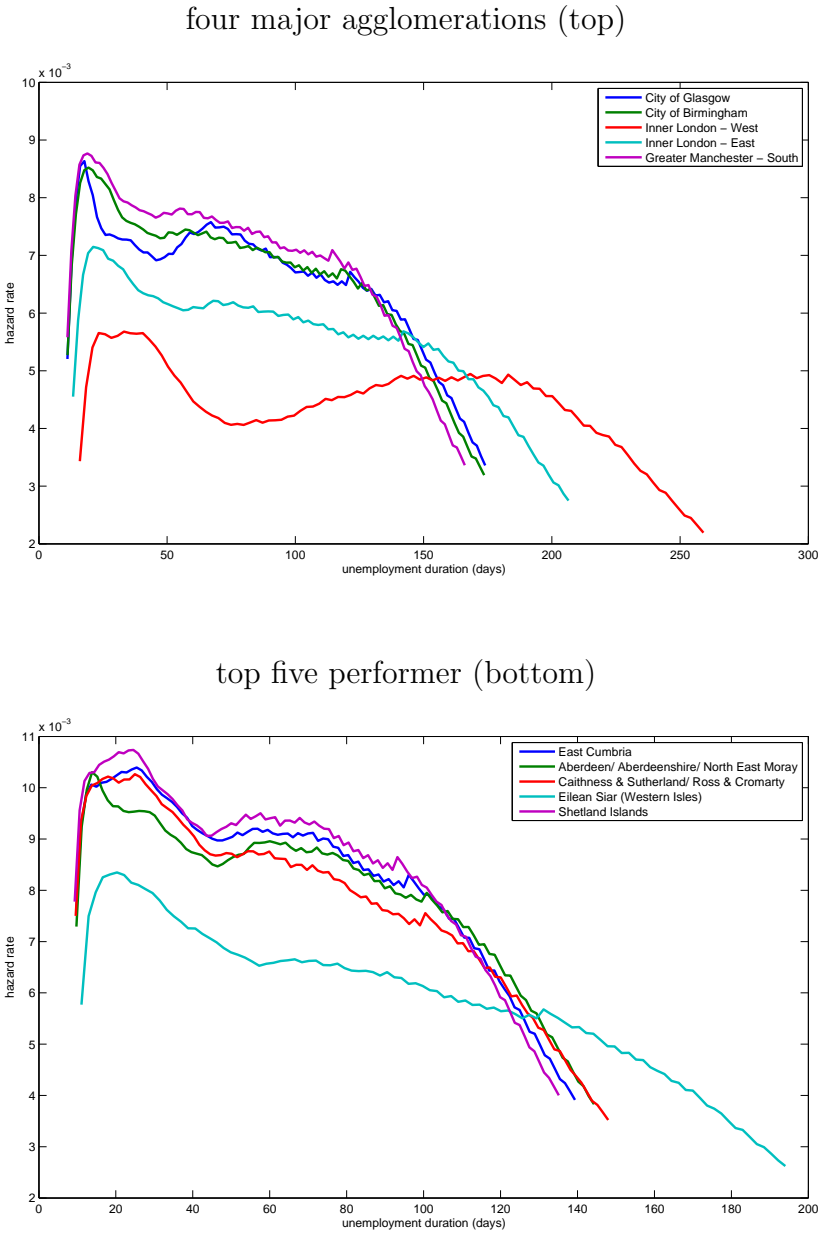 four major agglomerations (top)
x 10⁻³
10
9
8
7
6
5
4
3
2
hazard rate
City of Glasgow
City of Birmingham
Inner London − West
Inner London − East
Greater Manchester − South
0 50 100 150 200 250 300
unemployment duration (days)
top five performer (bottom)
x 10⁻³
11
10
9
8
7
6
5
4
3
2
hazard rate
East Cumbria
Aberdeen/ Aberdeenshire/ North East Moray
Caithness & Sutherland/ Ross & Cromarty
Eilean Siar (Western Isles)
Shetland Islands
0 20 40 60 80 100 120 140 160 180 200
unemployment duration (days)